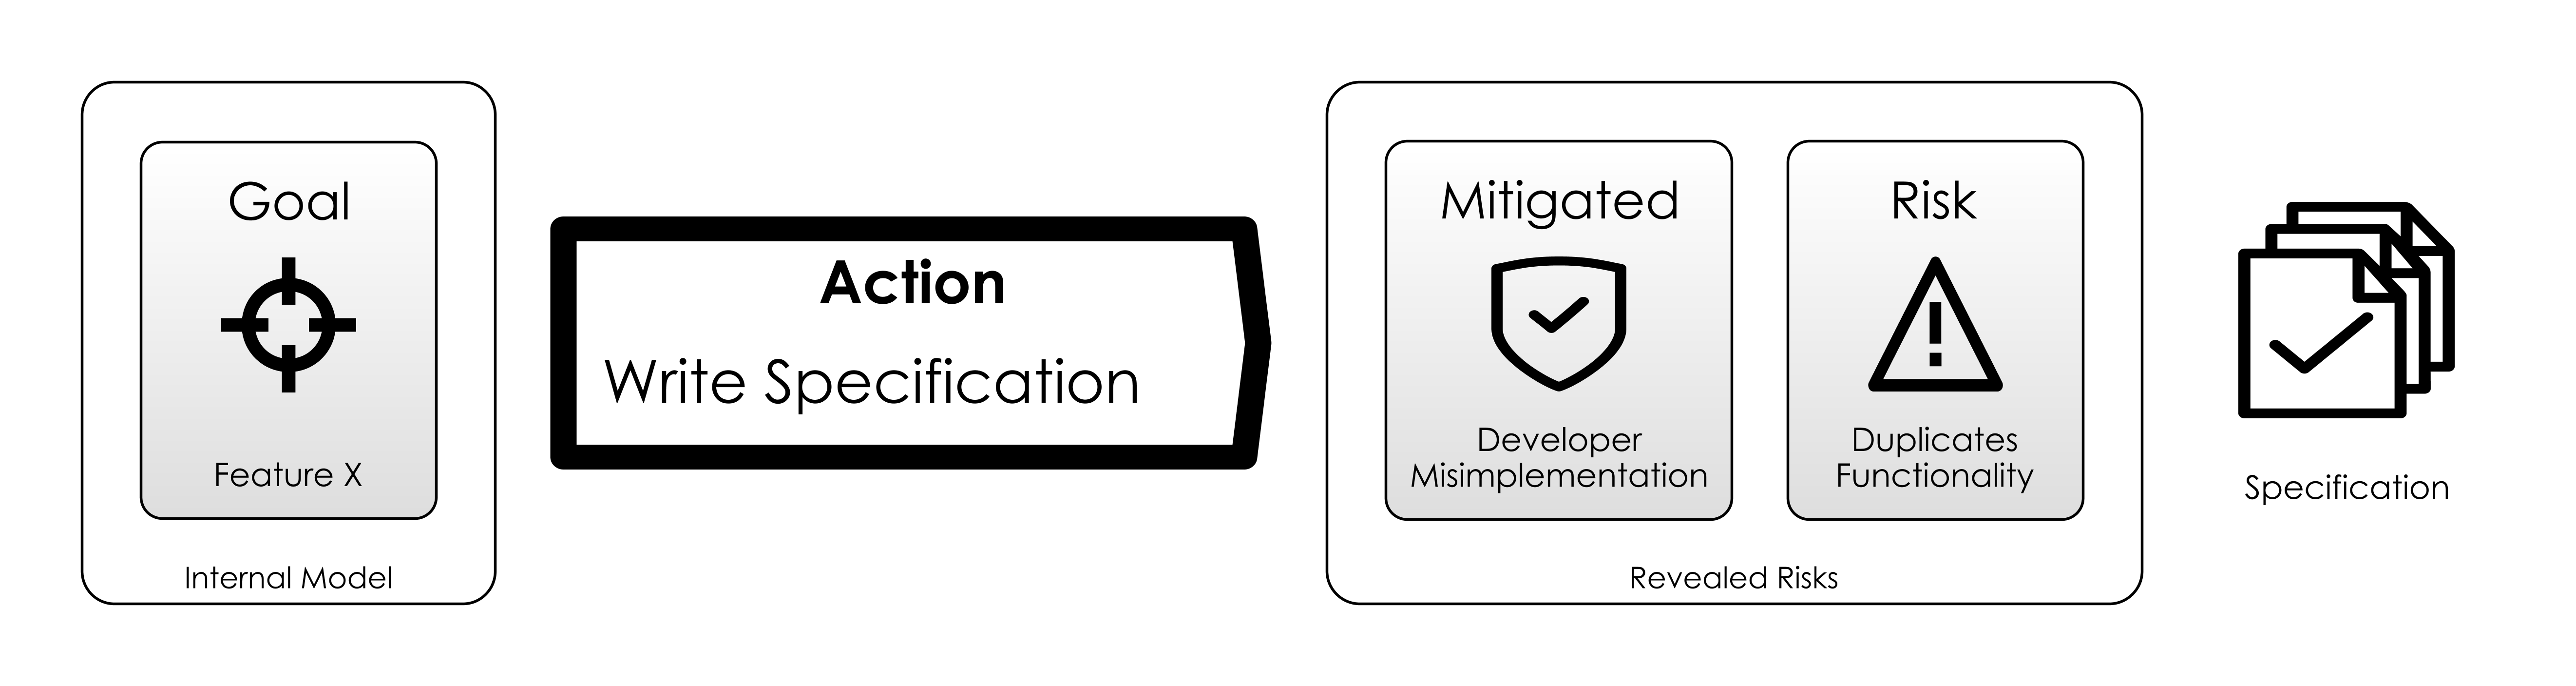 Goal
Feature X
Internal Model
Action
Write Specification
Mitigated
Developer
Misimplementation
Risk
Duplicates
Functionality
Revealed Risks
Specification